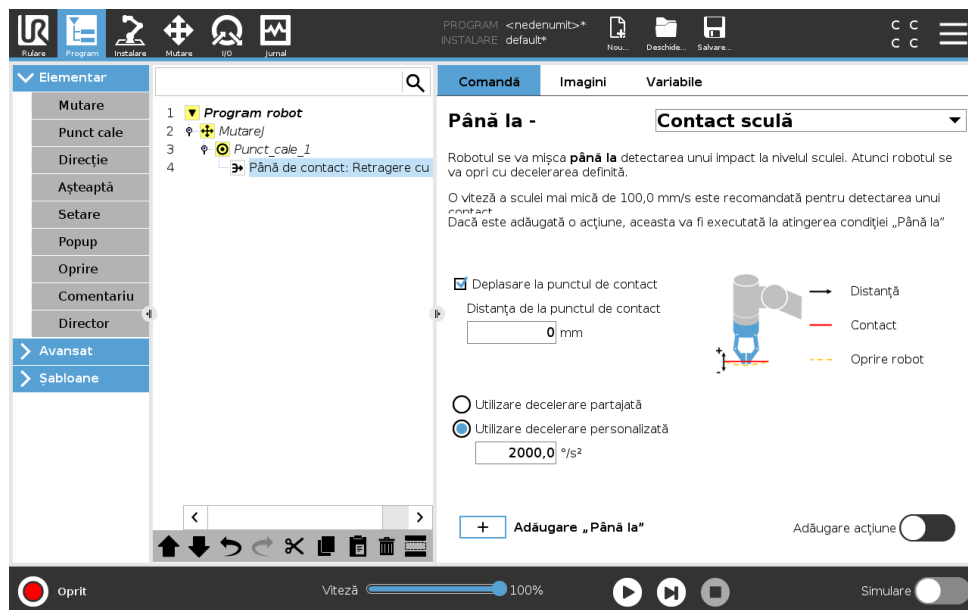 PROGRAM <nedenumit>*
INSTALARE default*
C C
C C
Rulare Program Instalare Mutare I/O Jurnal Nou... Deschide... Salvare...
Elementar
Mutare
Punct cale
Direcție
Așteaptă
Setare
Popup
Oprire
Comentariu
Director
Avansat
Șabloane
1 Program robot
2 MutareJ
3 Punct_cale_1
4 Până de contact: Retragere cu
Comandă Imagini Variabile
Până la - Contact sculă
Robotul se va mișca până la detectarea unui impact la nivelul sculei. Atunci robotul se
va opri cu decelerarea definită.
O viteză a sculei mai mică de 100,0 mm/s este recomandată pentru detectarea unui
contact
Dacă este adăugată o acțiune, aceasta va fi executată la atingerea condiției „Până la”
Deplasare la punctul de contact
Distanța de la punctul de contact
0 mm
Distanță
Contact
Oprire robot
+
-
Utilizare decelerare partajată
Utilizare decelerare personalizată
2000,0 °/s²
+ Adăugare „Până la”
Adăugare acțiune
Oprit
Viteză 100%
Simulare